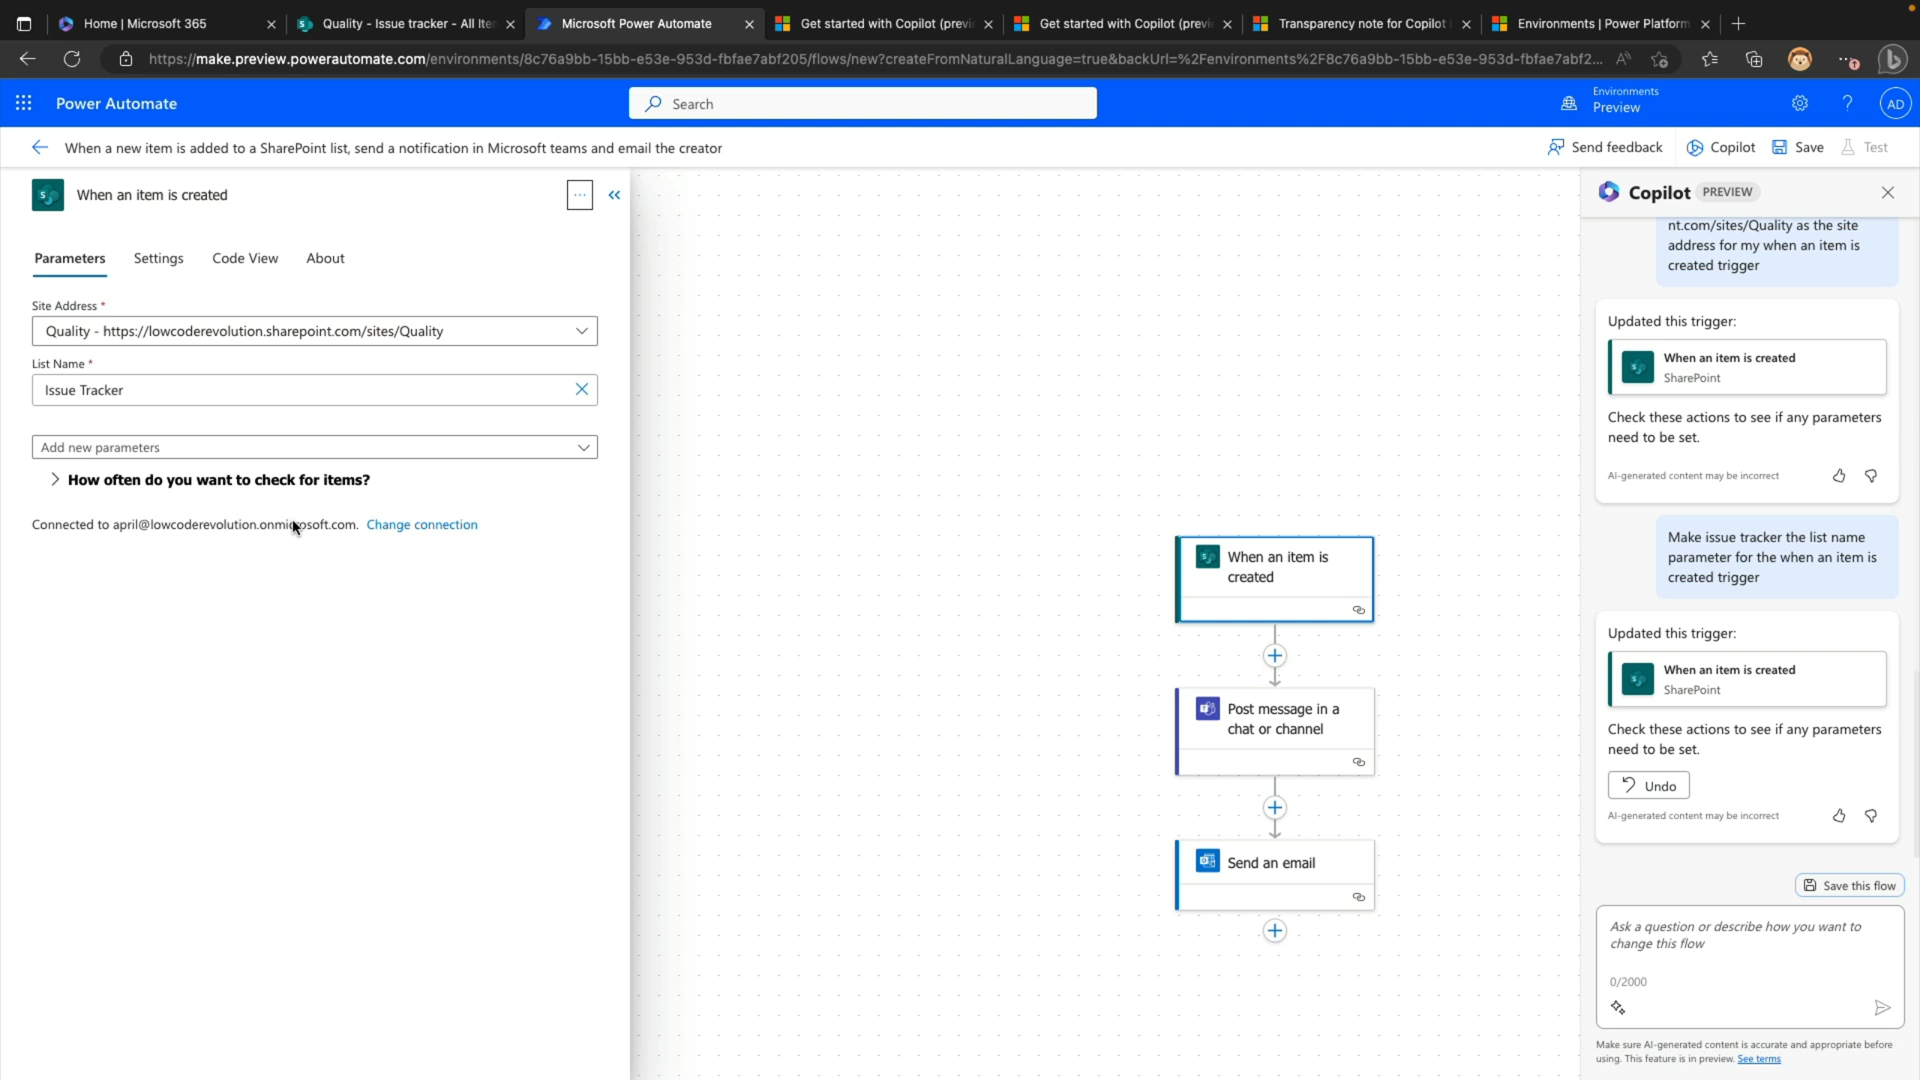 Home | Microsoft 365
Quality - Issue tracker - All Ite
Microsoft Power Automate
Get started with Copilot (previ
Get started with Copilot (previ
Transparency note for Copilot
Environments | Power Platform
https://make.preview.powerautomate.com/environments/8c76a9bb-15bb-e53e-953d-fbfae7abf205/flows/new?createFromNaturalLanguage=true&backUrl=%2Fenvironments%2F8c76a9bb-15bb-e53e-953d-fbfae7abf2...
Power Automate
Search
Environments
Preview
AD
When a new item is added to a SharePoint list, send a notification in Microsoft teams and email the creator
Send feedback
Copilot
Save
Test
When an item is created
Parameters
Settings
Code View
About
Site Address *
Quality - https://lowcoderevolution.sharepoint.com/sites/Quality
List Name *
Issue Tracker
Add new parameters
How often do you want to check for items?
Connected to april@lowcoderevolution.onmicrosoft.com. Change connection
When an item is
created
Post message in a
chat or channel
Send an email
Copilot PREVIEW
nt.com/sites/Quality as the site
address for my when an item is
created trigger
Updated this trigger:
When an item is created
SharePoint
Check these actions to see if any parameters
need to be set.
AI-generated content may be incorrect
Make issue tracker the list name
parameter for the when an item is
created trigger
Updated this trigger:
When an item is created
SharePoint
Check these actions to see if any parameters
need to be set.
Undo
AI-generated content may be incorrect
Save this flow
Ask a question or describe how you want to
change this flow
0/2000
Make sure AI-generated content is accurate and appropriate before
using. This feature is in preview. See terms